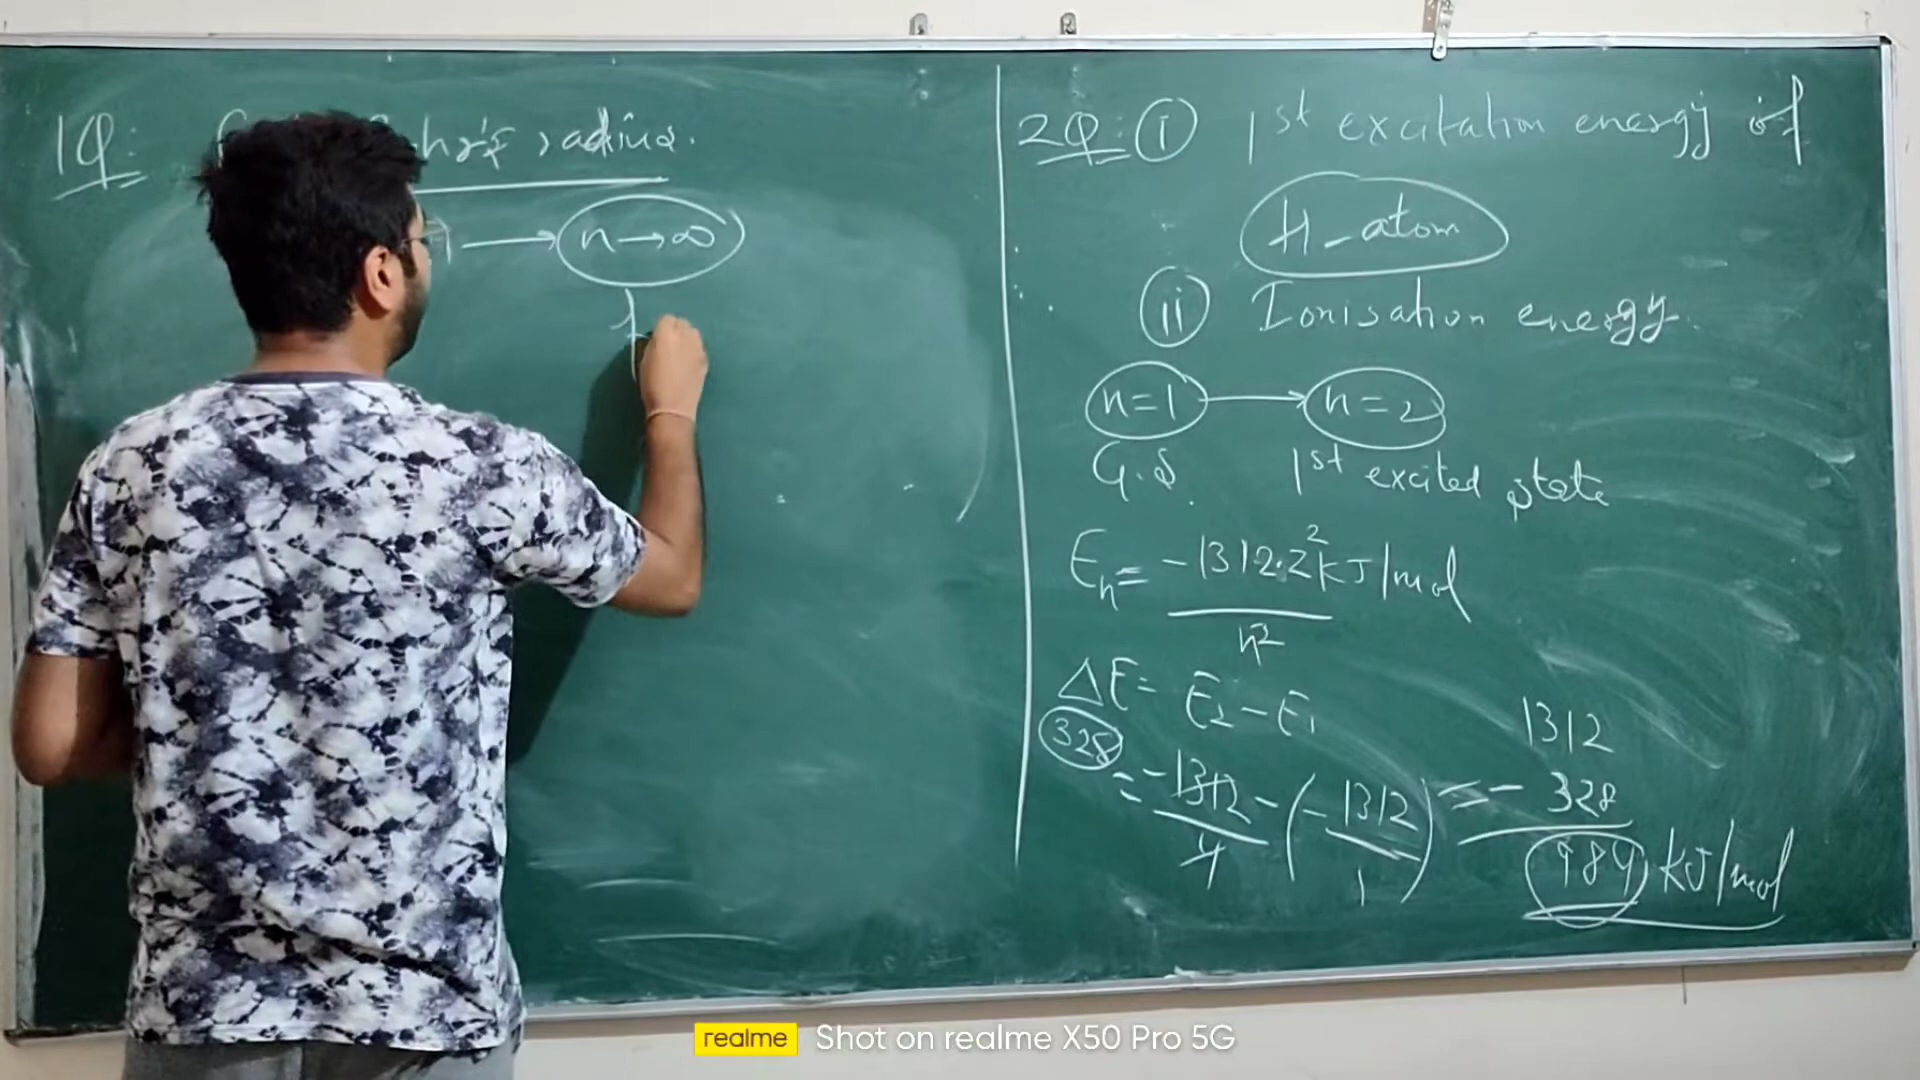 1Q: hr's radius.
1 → n→∞
f
2Q: (i) 1st excitation energy of
H-atom
(ii) Ionisation energy.
n=1 → n=2
G.S. 1st excited state
En= -1312.Z² kJ/mol
n²
ΔE= E2 - E1
328
= -1312/4 - (-1312/1) = 1312
- 328
984 kJ/mol
realme Shot on realme X50 Pro 5G